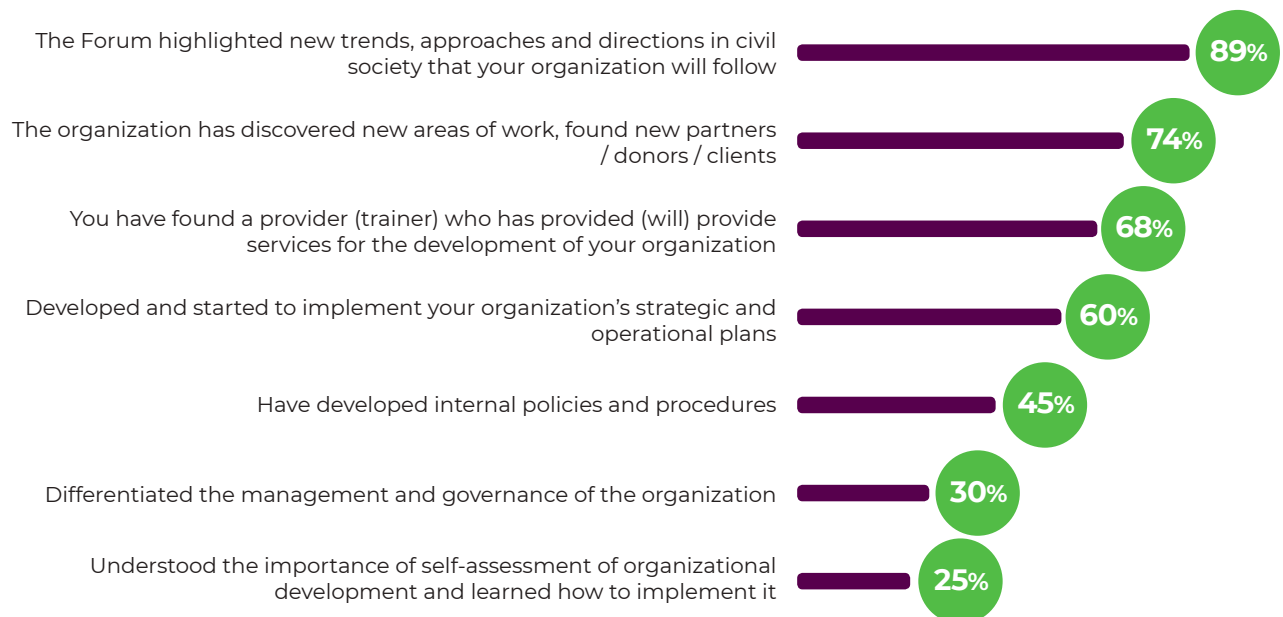 The Forum highlighted new trends, approaches and directions in civil
society that your organization will follow
89%
The organization has discovered new areas of work, found new partners
/ donors / clients
74%
You have found a provider (trainer) who has provided (will) provide
services for the development of your organization
68%
Developed and started to implement your organization's strategic and
operational plans
60%
Have developed internal policies and procedures
45%
Differentiated the management and governance of the organization
30%
Understood the importance of self-assessment of organizational
development and learned how to implement it
25%